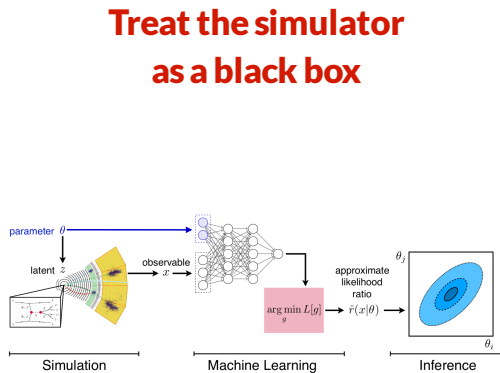 Treat the simulator
as a black box
parameter θ
latent z
observable
x
arg min L[g]
g
approximate
likelihood
ratio
r̂(x|θ)
θj
θi
Simulation
Machine Learning
Inference